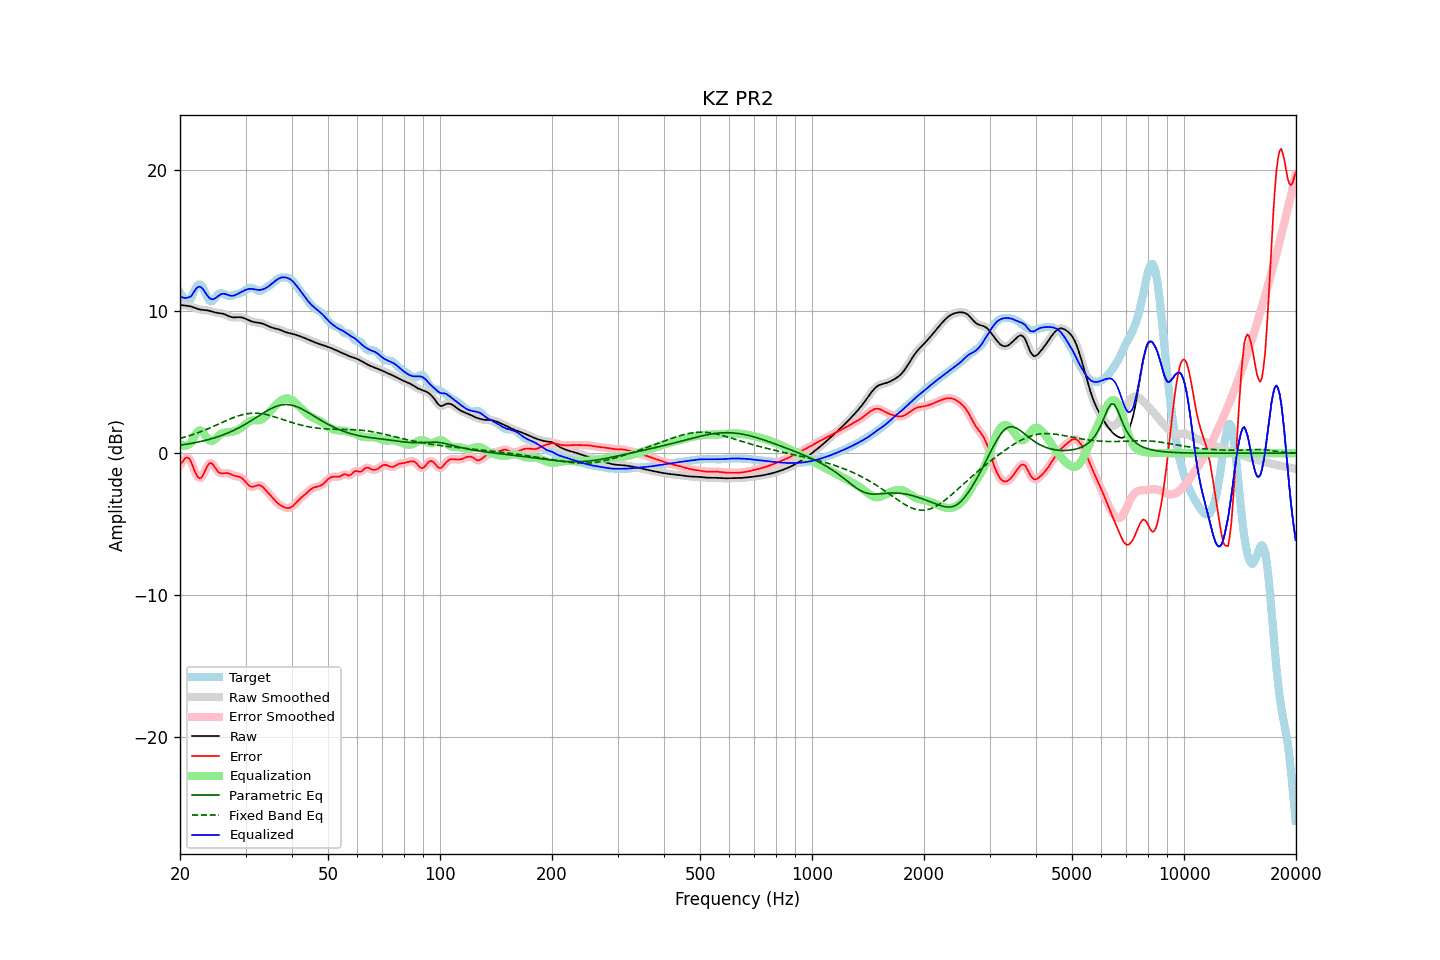 KZ PR2
Amplitude (dBr)
20
10
0
−10
−20
Target
Raw Smoothed
Error Smoothed
Raw
Error
Equalization
Parametric Eq
Fixed Band Eq
Equalized
20 50 100 200 500 1000 2000 5000 10000 20000
Frequency (Hz)